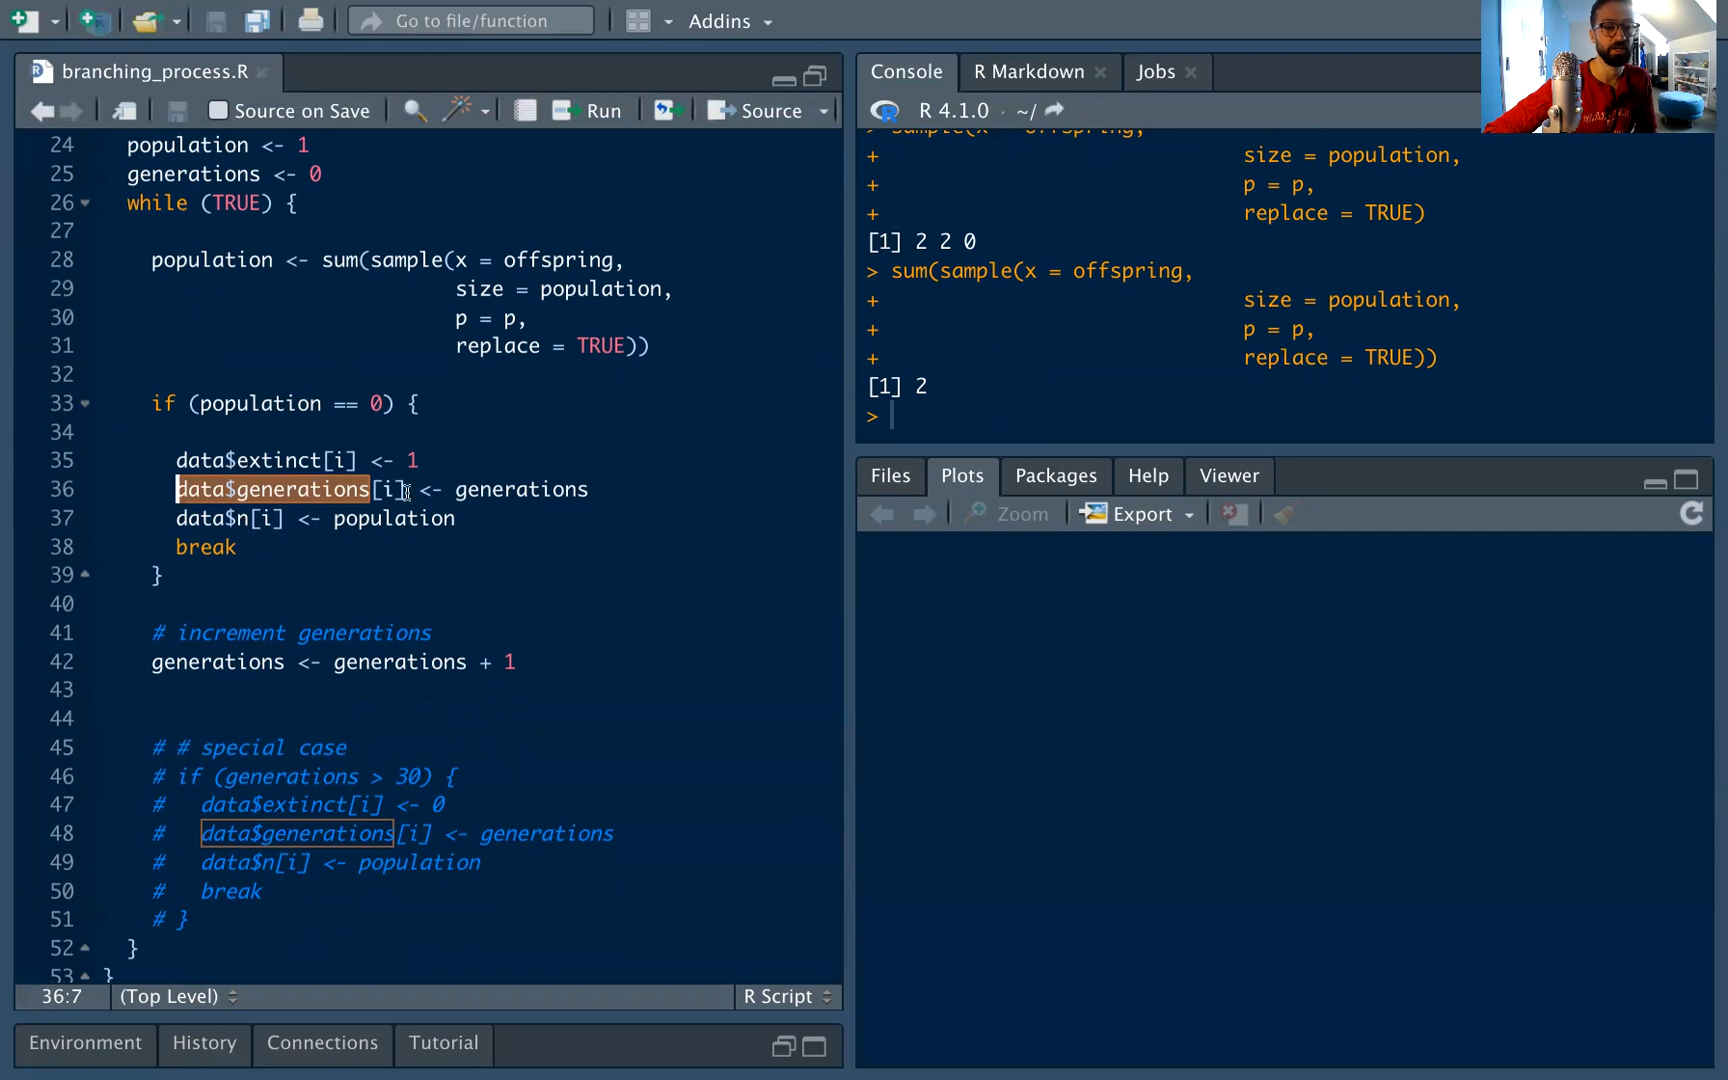 Go to file/function
Addins
branching_process.R
Source on Save
Run
Source
24 population <- 1
25 generations <- 0
26 while (TRUE) {
27
28 population <- sum(sample(x = offspring,
29 size = population,
30 p = p,
31 replace = TRUE))
32
33 if (population == 0) {
34
35 data$extinct[i] <- 1
36 data$generations[i] <- generations
37 data$n[i] <- population
38 break
39 }
40
41 # increment generations
42 generations <- generations + 1
43
44
45 # # special case
46 # if (generations > 30) {
47 #   data$extinct[i] <- 0
48 #   data$generations[i] <- generations
49 #   data$n[i] <- population
50 #   break
51 # }
52 }
53 }
36:7 (Top Level) R Script
Environment History Connections Tutorial
Console R Markdown Jobs
R 4.1.0 · ~/
> sample(x = offspring,
+ size = population,
+ p = p,
+ replace = TRUE)
[1] 2 2 0
> sum(sample(x = offspring,
+ size = population,
+ p = p,
+ replace = TRUE))
[1] 2
>
Files Plots Packages Help Viewer
Zoom Export